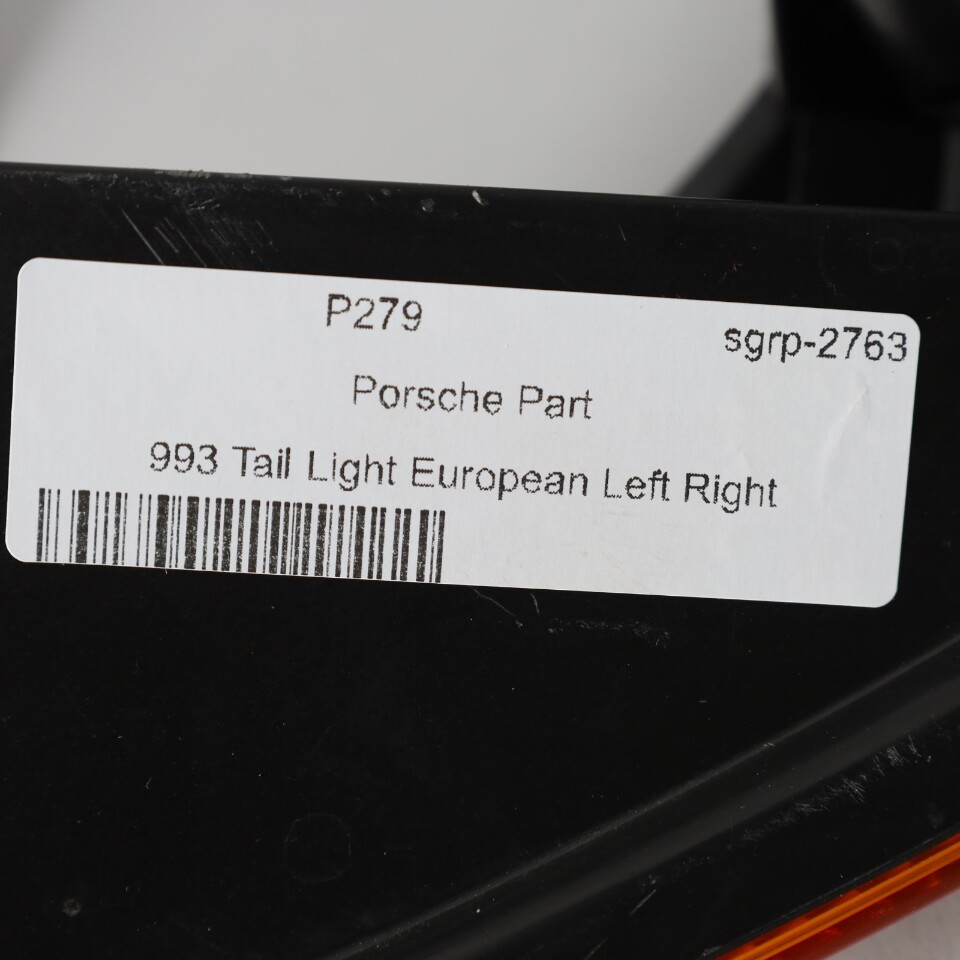 P279
sgrp-2763
Porsche Part
993 Tail Light European Left Right